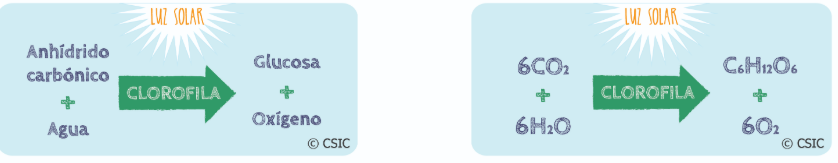 LUZ SOLAR
Anhídrido
carbónico
+
Agua
CLOROFILA
Glucosa
+
Oxígeno
© CSIC
LUZ SOLAR
6CO₂
+
6H₂O
CLOROFILA
C₆H₁₂O₆
+
6O₂
© CSIC